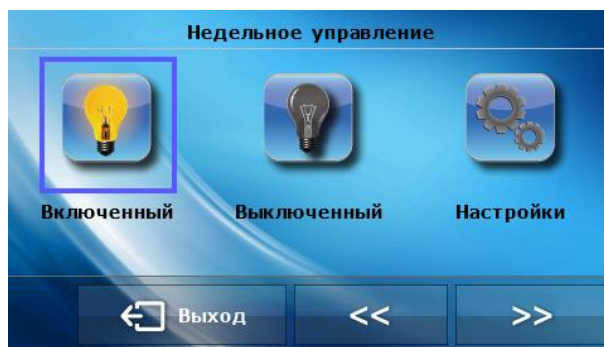 Недельное управление
Включенный Выключенный Настройки
Выход << >>